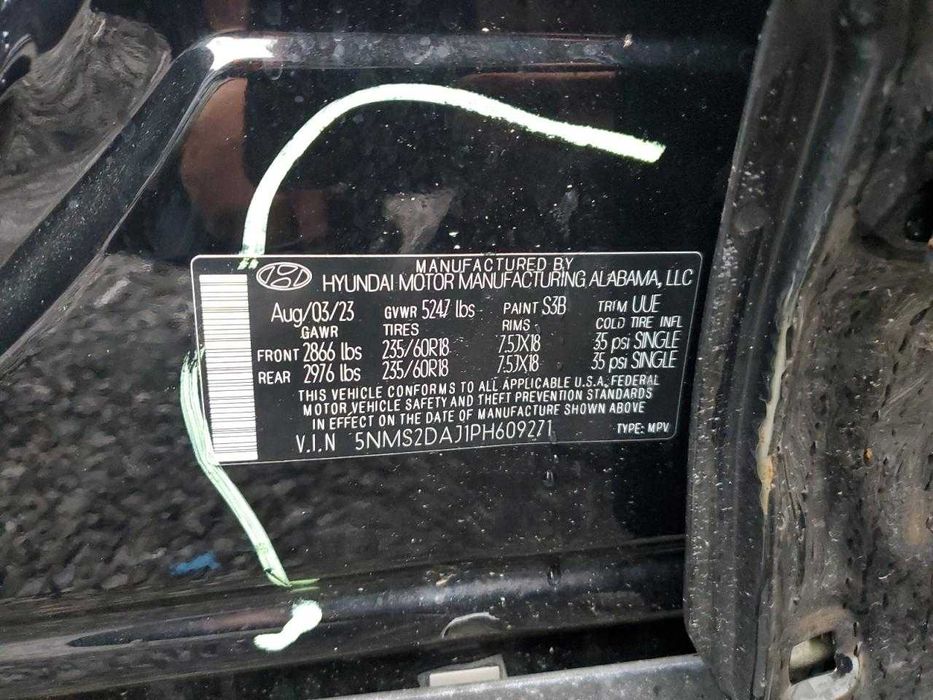 MANUFACTURED BY
HYUNDAI MOTOR MANUFACTURING ALABAMA, LLC
Aug/03/23 GVWR 5247 lbs PAINT S3B TRIM UUE
GAWR TIRES RIMS COLD TIRE INFL
FRONT 2866 lbs 235/60R18 7.5JX18 35 psi SINGLE
REAR 2976 lbs 235/60R18 7.5JX18 35 psi SINGLE
THIS VEHICLE CONFORMS TO ALL APPLICABLE U.S.A. FEDERAL
MOTOR VEHICLE SAFETY AND THEFT PREVENTION STANDARDS
IN EFFECT ON THE DATE OF MANUFACTURE SHOWN ABOVE
V.I.N 5NMS2DAJ1PH609271 TYPE: MPV